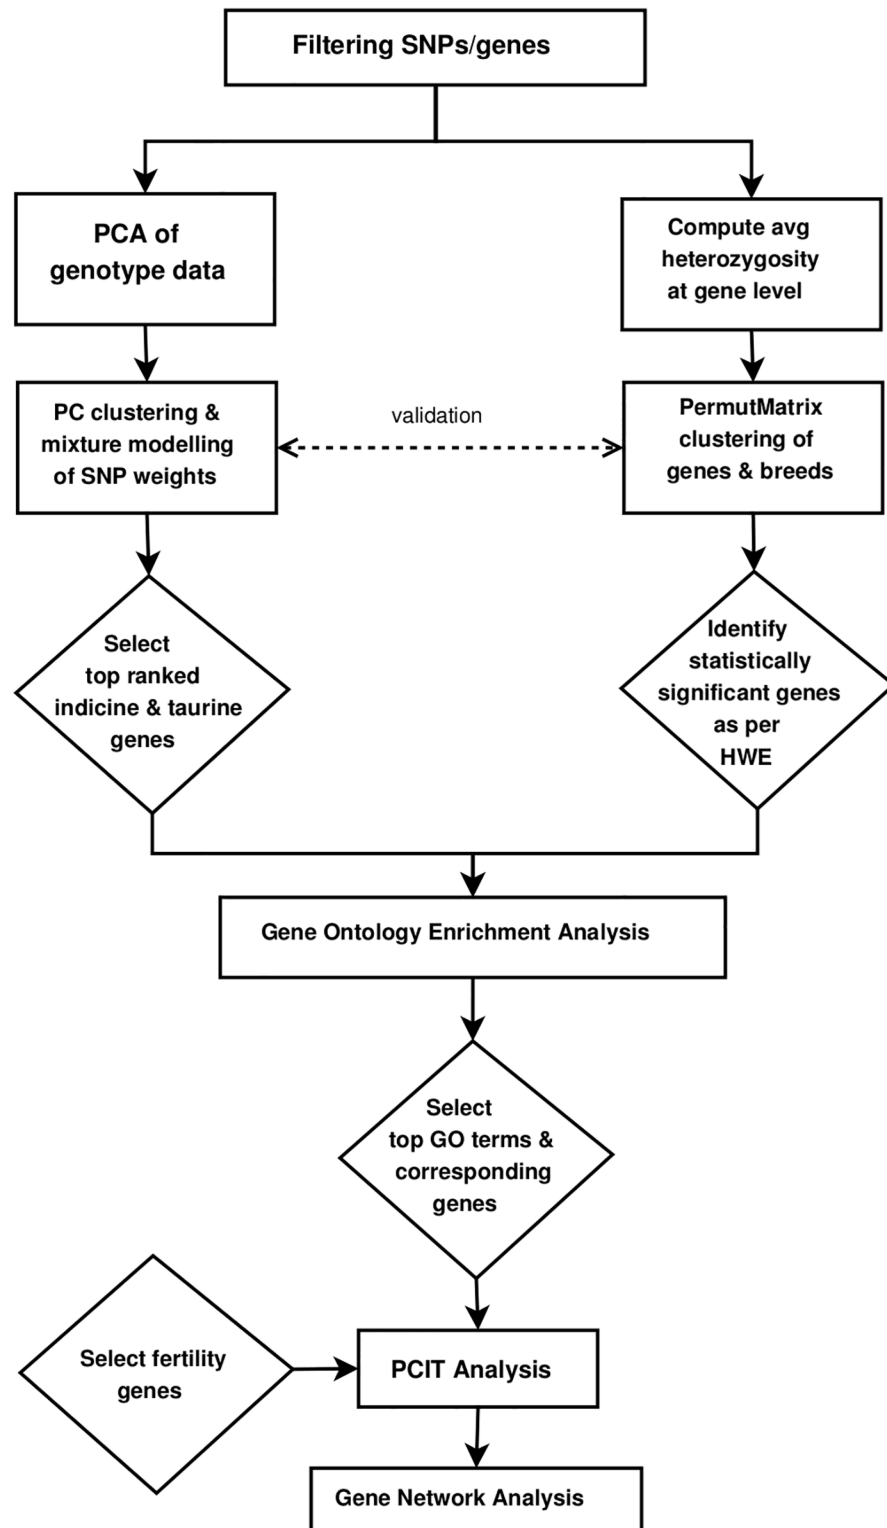 Filtering SNPs/genes
PCA of
genotype data
Compute avg
heterozygosity
at gene level
PC clustering &
mixture modelling
of SNP weights
validation
PermutMatrix
clustering of
genes & breeds
Select
top ranked
indicine & taurine
genes
Identify
statistically
significant genes
as per
HWE
Gene Ontology Enrichment Analysis
Select
top GO terms &
corresponding
genes
Select fertility
genes
PCIT Analysis
Gene Network Analysis